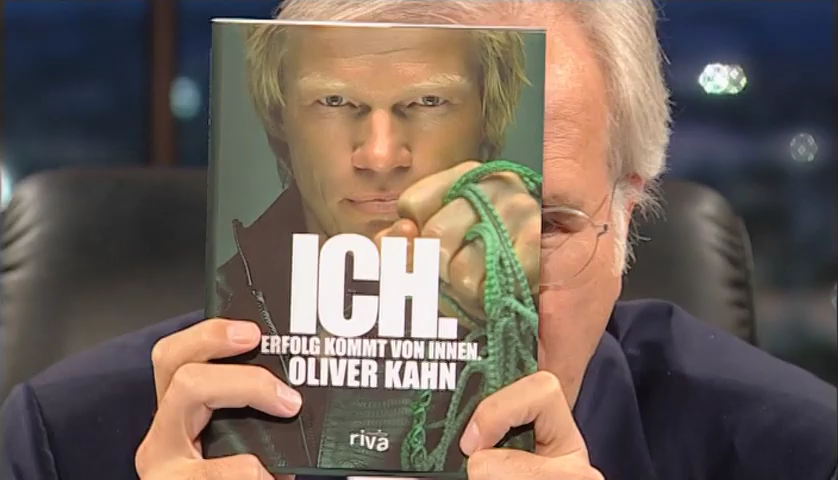 ICH.
ERFOLG KOMMT VON INNEN.
OLIVER KAHN
riva